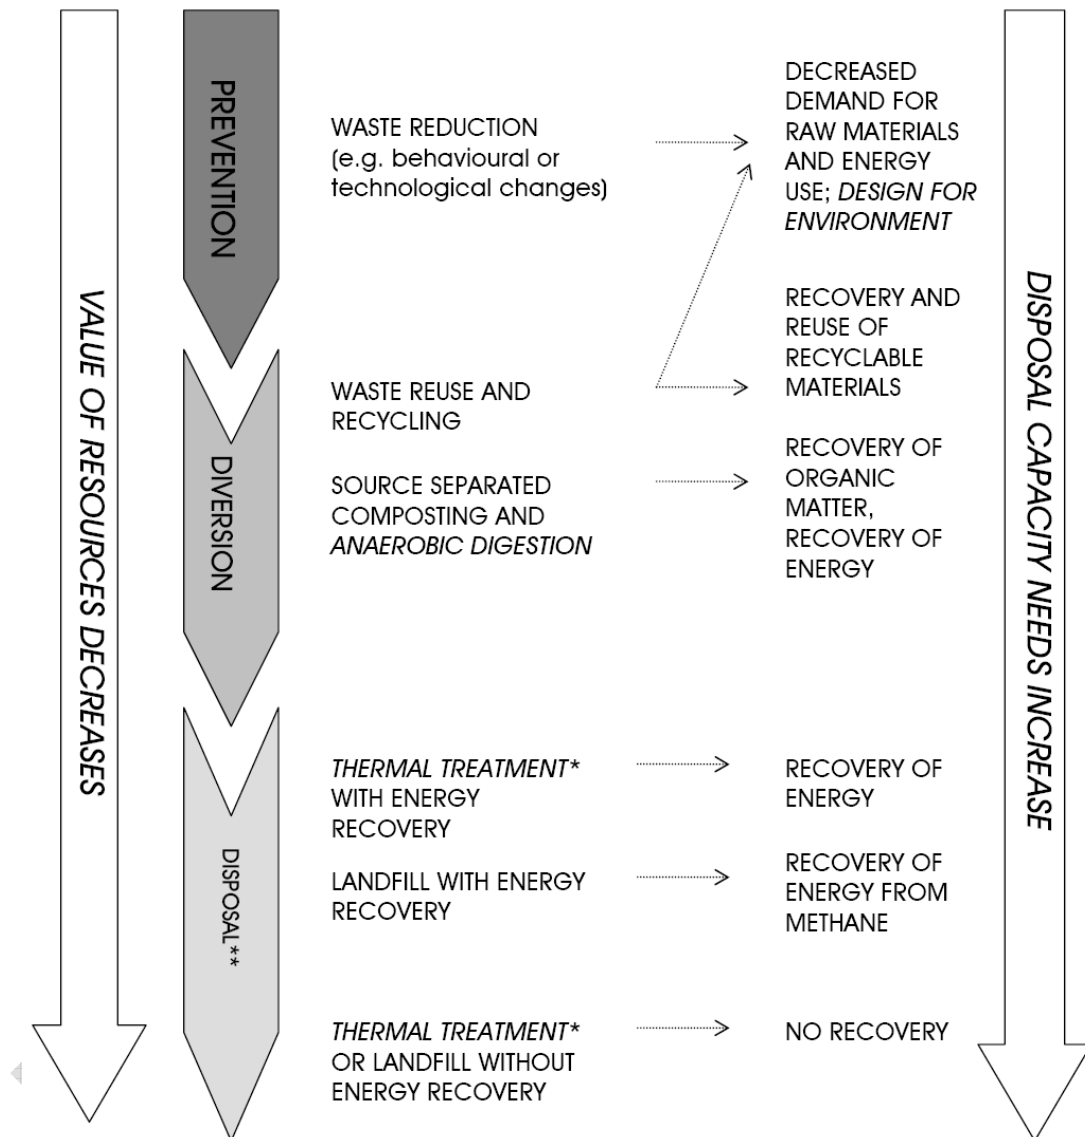 VALUE OF RESOURCES DECREASES
PREVENTION
WASTE REDUCTION
(e.g. behavioural or
technological changes)
DECREASED
DEMAND FOR
RAW MATERIALS
AND ENERGY
USE; DESIGN FOR
ENVIRONMENT
DIVERSION
WASTE REUSE AND
RECYCLING
RECOVERY AND
REUSE OF
RECYCLABLE
MATERIALS
SOURCE SEPARATED
COMPOSTING AND
ANAEROBIC DIGESTION
RECOVERY OF
ORGANIC
MATTER,
RECOVERY OF
ENERGY
DISPOSAL**
THERMAL TREATMENT*
WITH ENERGY
RECOVERY
RECOVERY OF
ENERGY
LANDFILL WITH ENERGY
RECOVERY
RECOVERY OF
ENERGY FROM
METHANE
THERMAL TREATMENT*
OR LANDFILL WITHOUT
ENERGY RECOVERY
NO RECOVERY
DISPOSAL CAPACITY NEEDS INCREASE